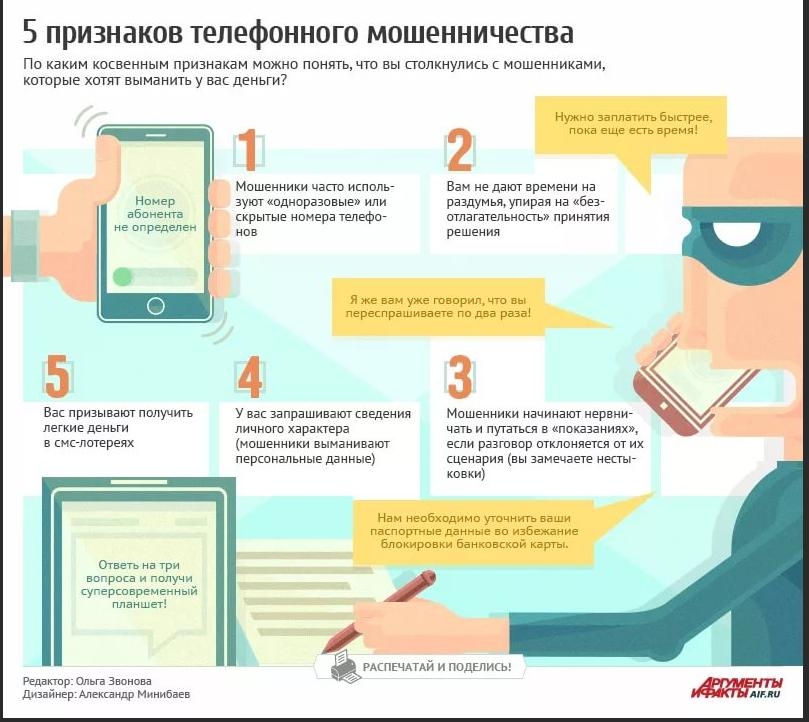 5 признаков телефонного мошенничества
По каким косвенным признакам можно понять, что вы столкнулись с мошенниками,
которые хотят выманить у вас деньги?
Номер
абонента
не определен
1
Мошенники часто исполь-
зуют «одноразовые» или
скрытые номера телефо-
нов
2
Вам не дают времени на
раздумья, упирая на «без-
отлагательность» принятия
решения
Нужно заплатить быстрее,
пока еще есть время!
Я же вам уже говорил, что вы
переспрашиваете по два раза!
3
Мошенники начинают нервни-
чать и путаться в «показаниях»,
если разговор отклоняется от их
сценария (вы замечаете несты-
ковки)
4
У вас запрашивают сведения
личного характера
(мошенники выманивают
персональные данные)
5
Вас призывают получить
легкие деньги
в смс-лотереях
Нам необходимо уточнить ваши
паспортные данные во избежание
блокировки банковской карты.
Ответь на три
вопроса и получи
суперсовременный
планшет!
РАСПЕЧАТАЙ И ПОДЕЛИСЬ!
Редактор: Ольга Звонова
Дизайнер: Александр Минибаев
АРГУМЕНТЫ
И ФАКТЫ AIF.RU